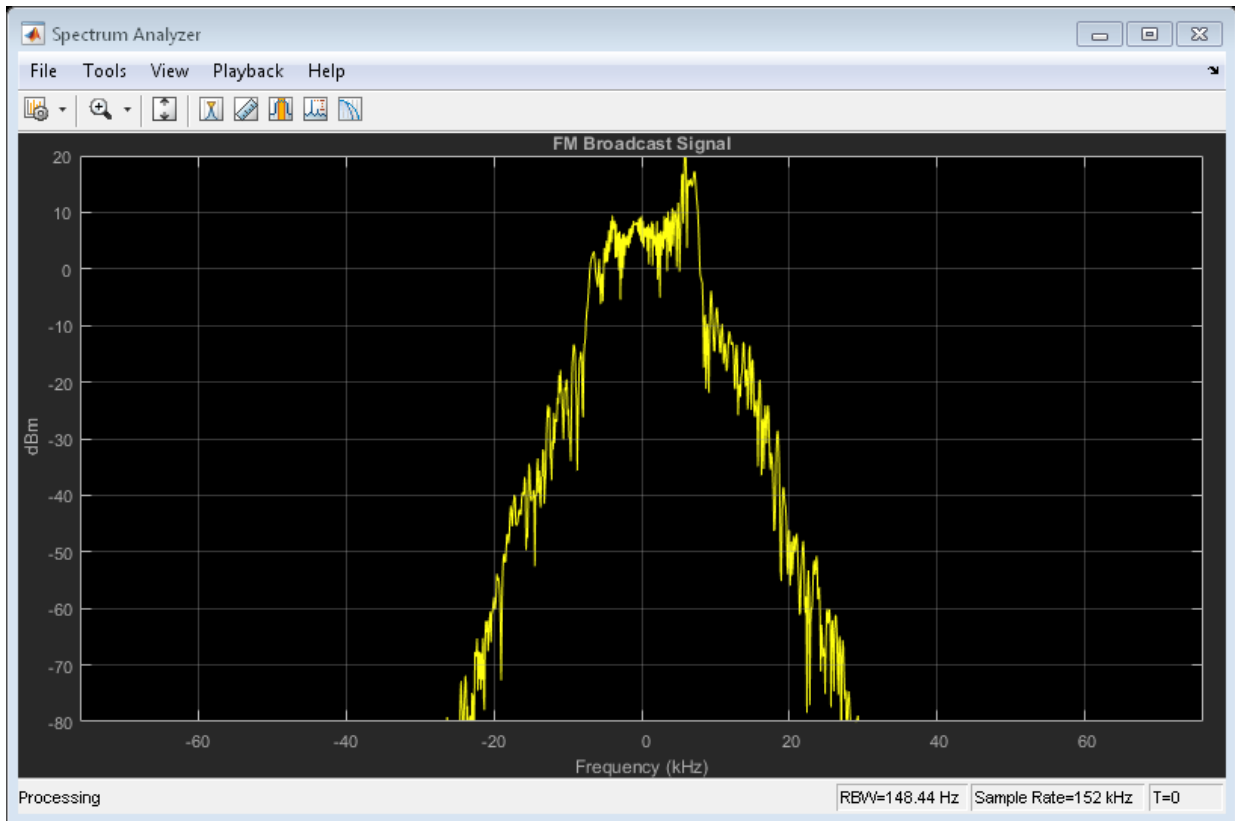 Spectrum Analyzer
File Tools View Playback Help
FM Broadcast Signal
20
10
0
-10
-20
-30
-40
-50
-60
-70
-80
dBm
-60 -40 -20 0 20 40 60
Frequency (kHz)
Processing RBW=148.44 Hz Sample Rate=152 kHz T=0